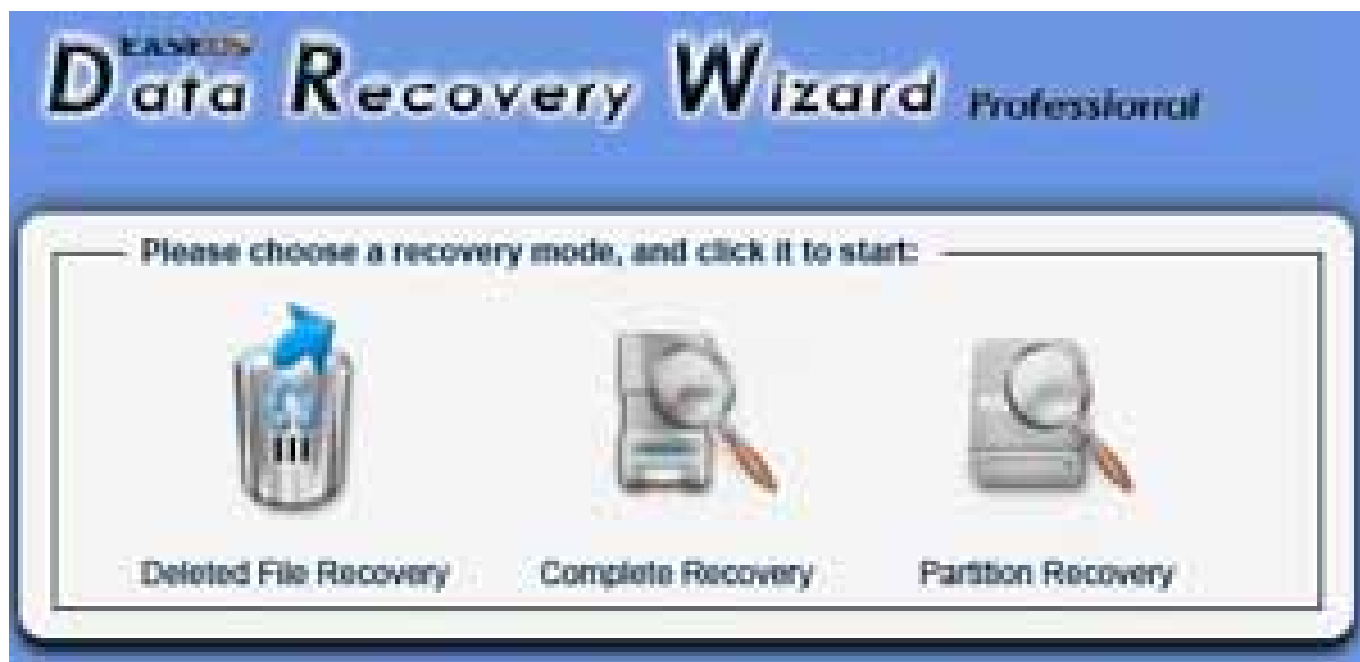 EASEUS
Data Recovery Wizard Professional
Please choose a recovery mode, and click it to start:
Deleted File Recovery
Complete Recovery
Partition Recovery